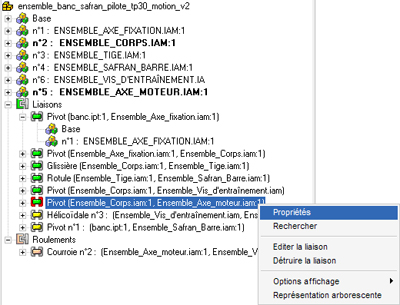 ensemble_banc_safran_pilote_tp30_motion_v2
Base
n°1 : ENSEMBLE_AXE_FIXATION.IAM:1
n°2 : ENSEMBLE_CORPS.IAM:1
n°3 : ENSEMBLE_TIGE.IAM:1
n°4 : ENSEMBLE_SAFRAN_BARRE.IAM:1
n°6 : ENSEMBLE_VIS_D'ENTRAÎNEMENT.IA
n°5 : ENSEMBLE_AXE_MOTEUR.IAM:1
Liaisons
Pivot (banc.ipt:1, Ensemble_Axe_fixation.iam:1)
Base
n°1 : ENSEMBLE_AXE_FIXATION.IAM:1
Pivot (Ensemble_Axe_fixation.iam:1, Ensemble_Corps.iam:1)
Glissière (Ensemble_Corps.iam:1, Ensemble_Tige.iam:1)
Rotule (Ensemble_Tige.iam:1, Ensemble_Safran_Barre.iam:1)
Pivot (Ensemble_Corps.iam:1, Ensemble_Vis_d'entraînement.iam)
Pivot (Ensemble_Corps.iam:1, Ensemble_Axe_moteur.iam:1)
Hélicoïdale n°3 : (Ensemble_Vis_d'entraînement.iam, Ens
Pivot n°1 : (banc.ipt:1, Ensemble_Safran_Barre.iam:1)
Roulements
Courroie n°2 : (Ensemble_Axe_moteur.iam:1, Ensemble_V
Propriétés
Rechercher
Editer la liaison
Détruire la liaison
Options affichage
Représentation arborescente